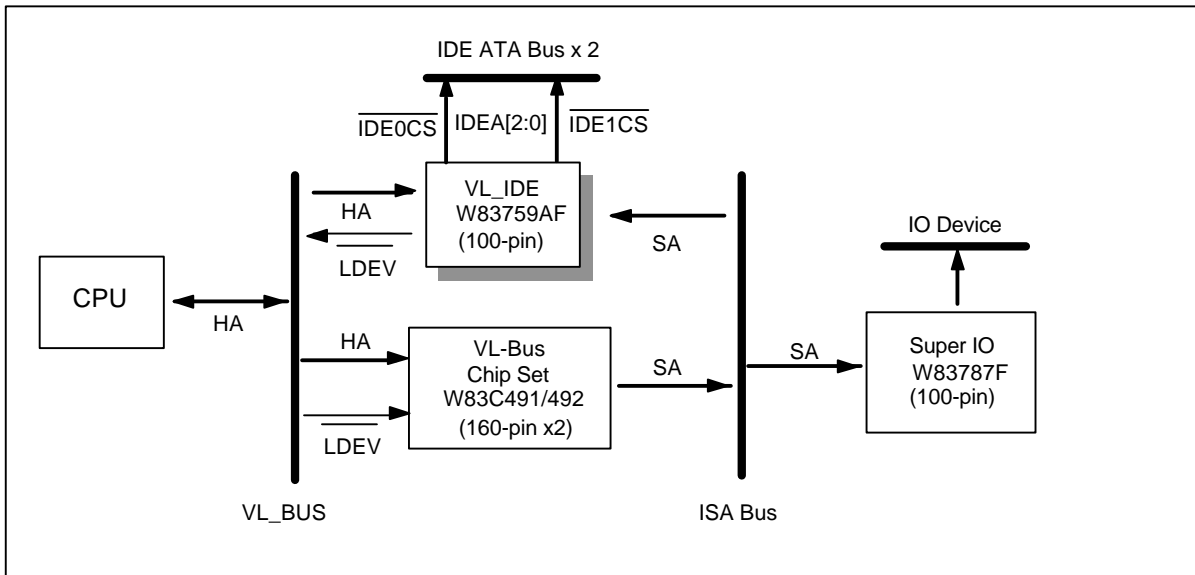 IDE ATA Bus x 2
IDE0CS IDEA[2:0] IDE1CS
VL_IDE
W83759AF
(100-pin)
HA
LDEV
SA
IO Device
CPU
HA
HA
LDEV
VL-Bus
Chip Set
W83C491/492
(160-pin x2)
SA
SA
Super IO
W83787F
(100-pin)
VL_BUS
ISA Bus